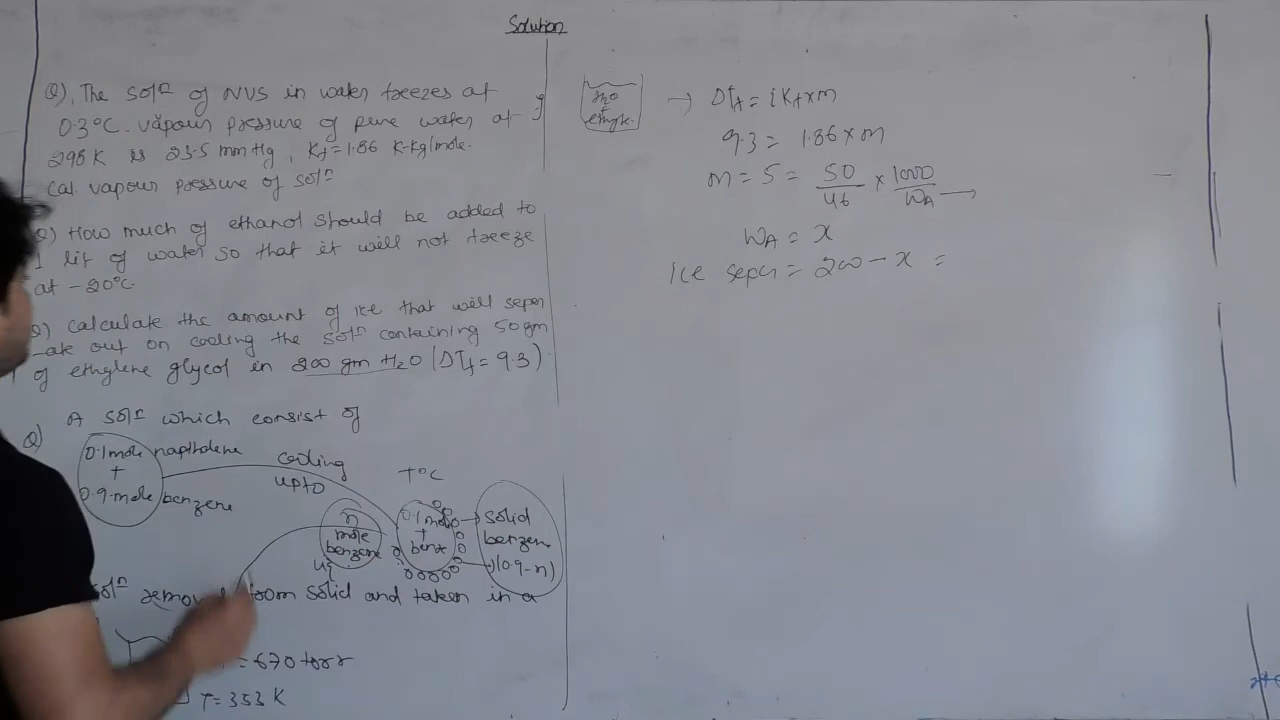 Solution
Q). The solⁿ of NVS in water freezes at
0.3°C. vapour pressure of pure water at
298 K is 23.5 mmHg, Kf = 1.86 K·Kg/mole.
Cal vapour pressure of solⁿ
Q) How much of ethanol should be added to
1 lit of water so that it will not freeze
at -20°C.
Q) Calculate the amount of ice that will seper
-ate out on cooling the solⁿ containing 50 gm
of ethylene glycol in 200 gm H₂O (ΔTf = 9.3)
Q) A solⁿ which consist of
0.1 mole napthalene
+
0.9 mole benzene
cooling
upto
T°C
n
mole
benzene
0.1 mole
+
benz
solid
benzen
(0.9-n)
solⁿ removed from solid and taken in a
= 670 torr
T = 353 K
H₂O
+
→ ΔTf = i Kf × m
9.3 = 1.86 × m
m = 5 = 50/46 × 1000/WA →
WA = x
Ice seper = 200 - x =